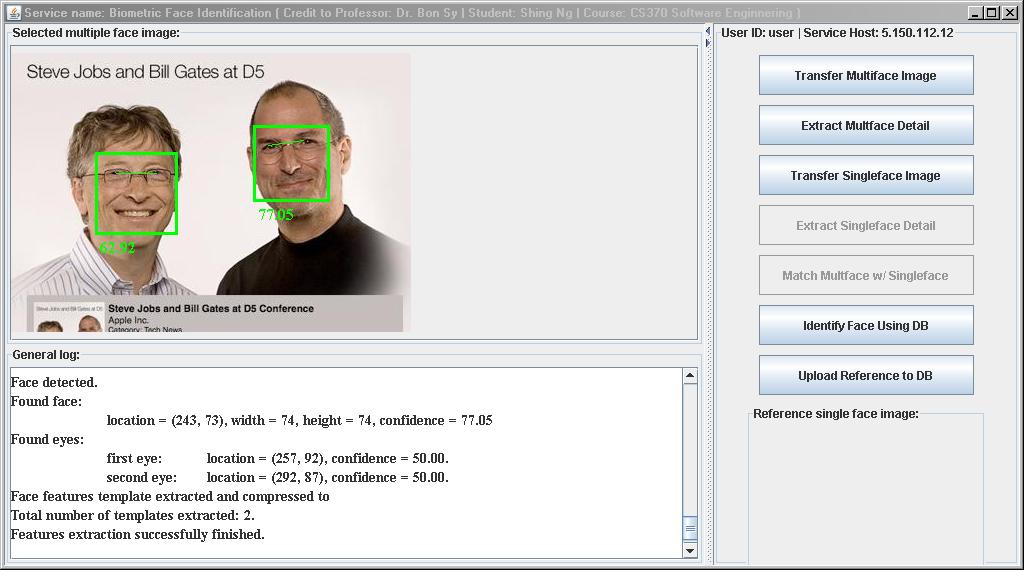 Service name: Biometric Face Identification ( Credit to Professor: Dr. Bon Sy | Student: Shing Ng | Course: CS370 Software Enginnering )
Selected multiple face image:
Steve Jobs and Bill Gates at D5
62.92
77.05
Steve Jobs and Bill Gates at D5
Steve Jobs and Bill Gates at D5 Conference
Apple Inc.
Category: Tech News
General log:
Face detected.
Found face:
location = (243, 73), width = 74, height = 74, confidence = 77.05
Found eyes:
first eye: location = (257, 92), confidence = 50.00.
second eye: location = (292, 87), confidence = 50.00.
Face features template extracted and compressed to
Total number of templates extracted: 2.
Features extraction successfully finished.
User ID: user | Service Host: 5.150.112.12
Transfer Multiface Image
Extract Multface Detail
Transfer Singleface Image
Extract Singleface Detail
Match Multface w/ Singleface
Identify Face Using DB
Upload Reference to DB
Reference single face image: